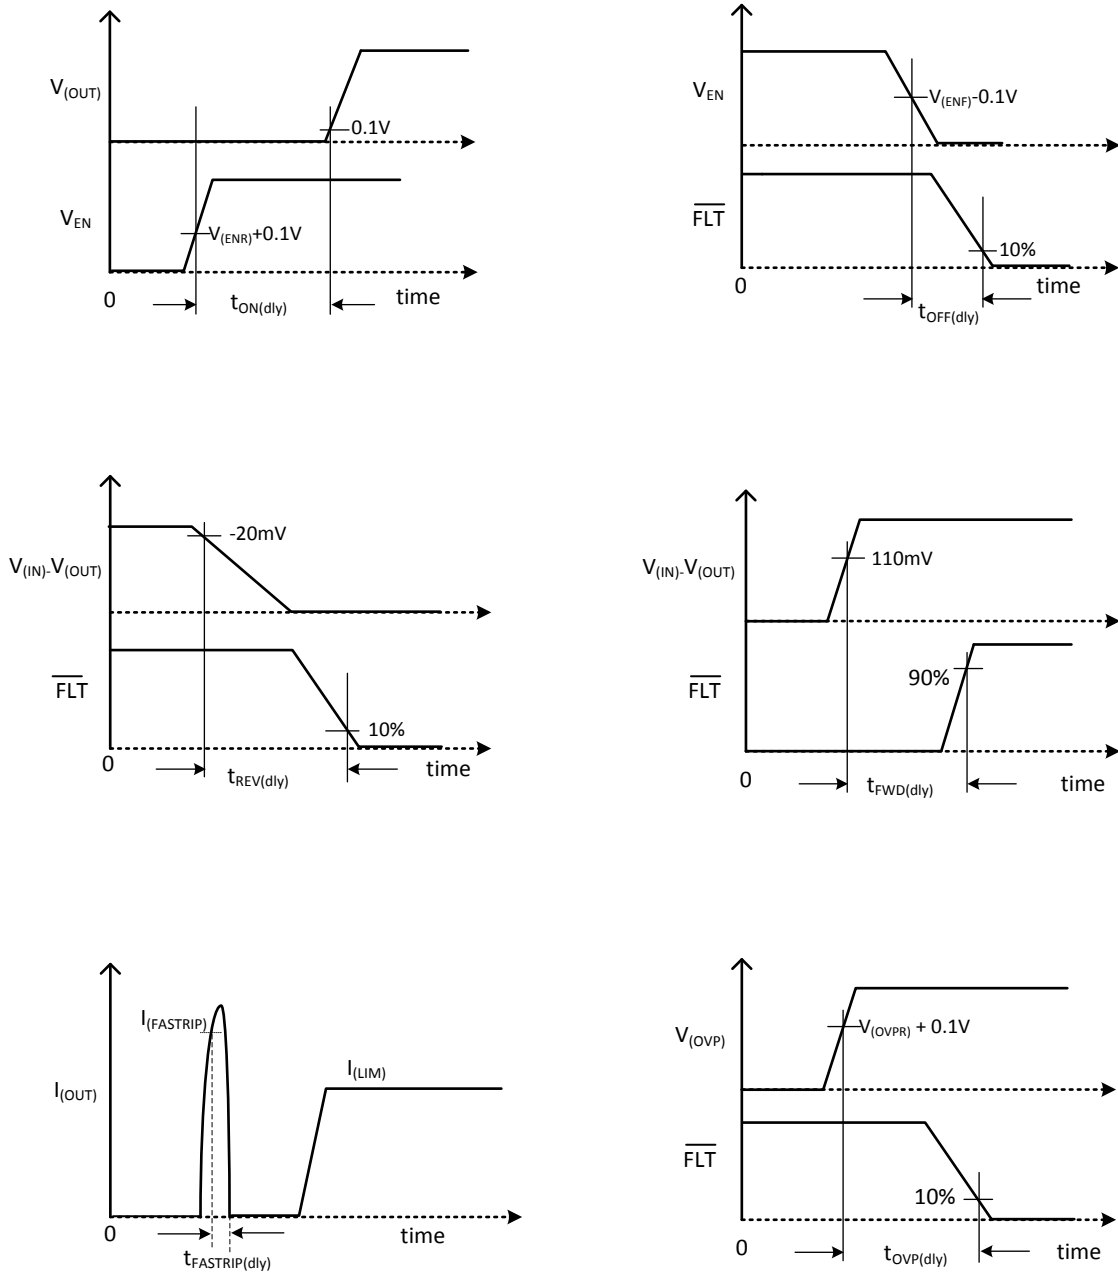 V(OUT)
0.1V
VEN
V(ENR)+0.1V
0
tON(dly)
time
VEN
V(ENF)-0.1V
FLT
10%
0
tOFF(dly)
time
V(IN)-V(OUT)
-20mV
FLT
10%
0
tREV(dly)
time
V(IN)-V(OUT)
110mV
FLT
90%
0
tFWD(dly)
time
I(FASTRIP)
I(LIM)
I(OUT)
0
tFASTRIP(dly)
time
V(OVP)
V(OVPR) + 0.1V
FLT
10%
0
tOVP(dly)
time